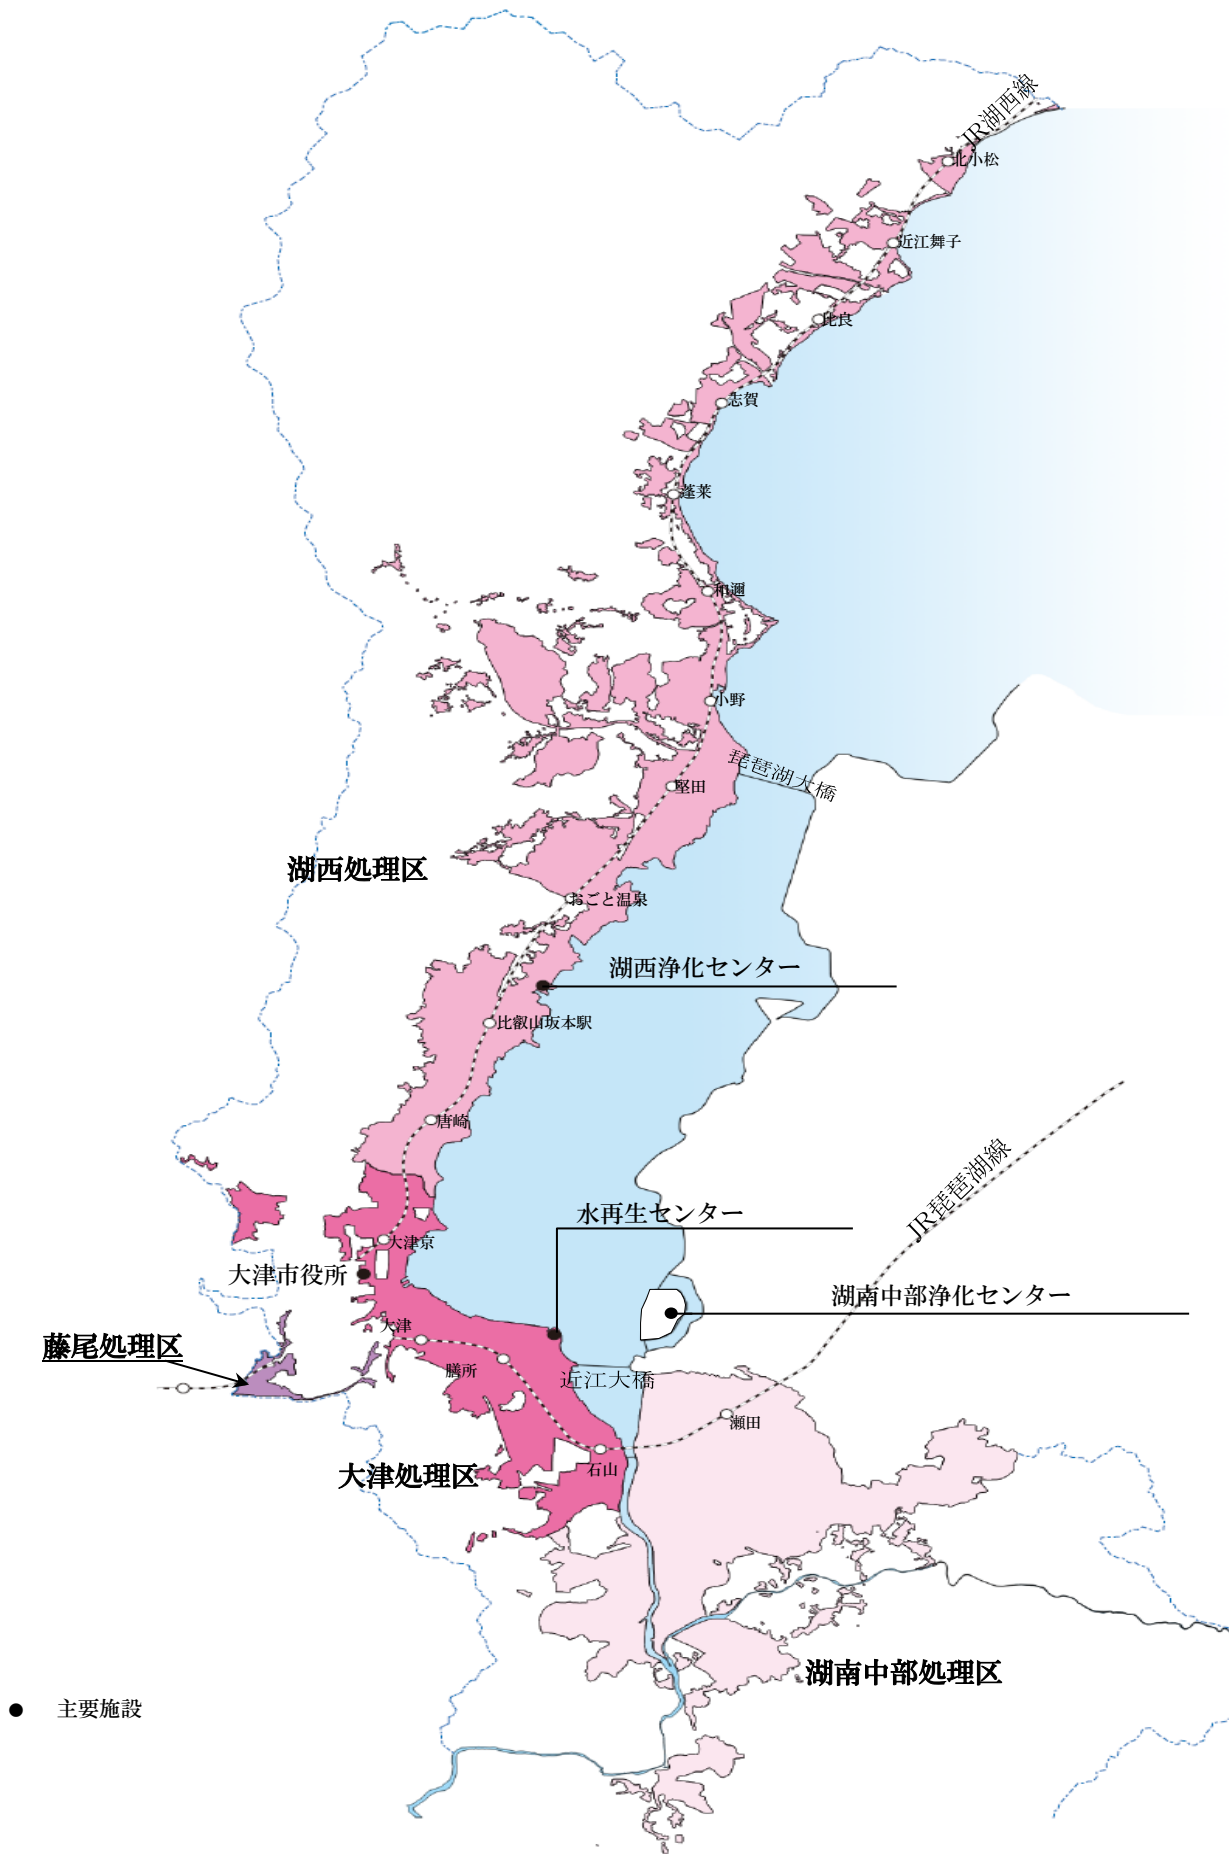 JR湖西線
北小松
近江舞子
比良
志賀
蓬莱
和邇
小野
琵琶湖大橋
堅田
湖西処理区
おごと温泉
湖西浄化センター
比叡山坂本駅
唐崎
JR琵琶湖線
水再生センター
大津京
大津市役所
湖南中部浄化センター
大津
藤尾処理区
膳所
近江大橋
瀬田
石山
大津処理区
湖南中部処理区
● 主要施設